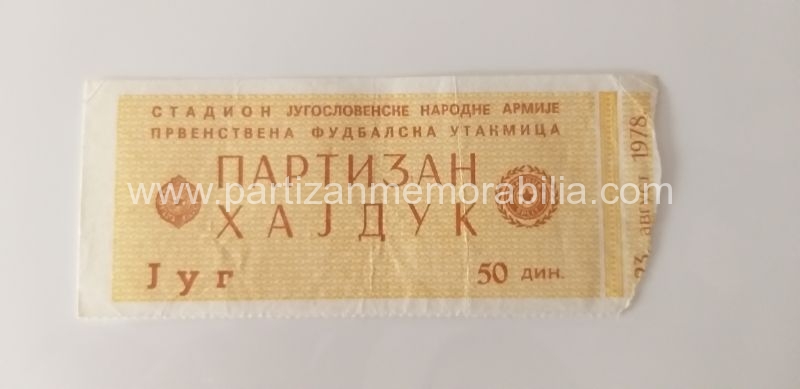 СТАДИОН ЈУГОСЛОВЕНСКЕ НАРОДНЕ АРМИЈЕ
ПРВЕНСТВЕНА ФУДБАЛСКА УТАКМИЦА
ПАРТИЗАН
www.partizanmemorabilia.com
ХАЈДУК
Југ
50 дин.
23. август 1978.